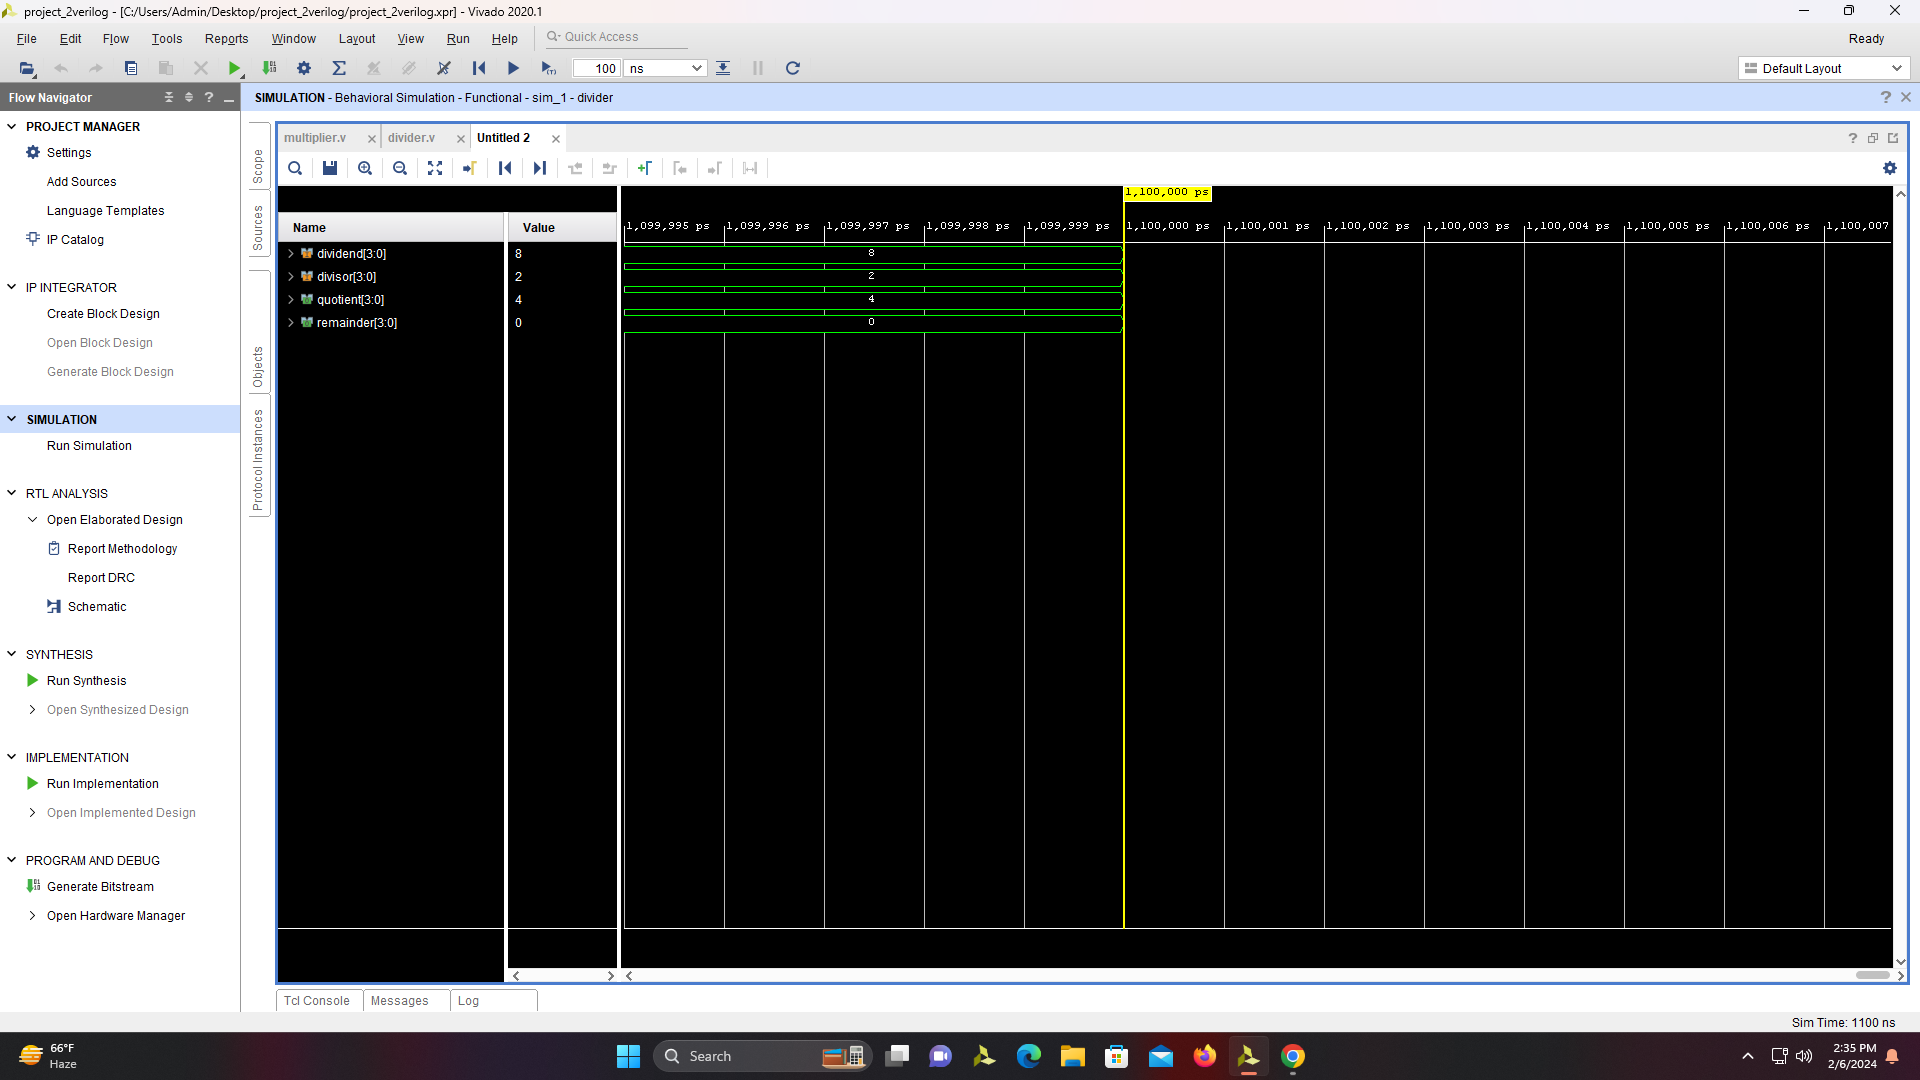 project_2verilog - [C:/Users/Admin/Desktop/project_2verilog/project_2verilog.xpr] - Vivado 2020.1
File Edit Flow Tools Reports Window Layout View Run Help Quick Access
Ready
100 ns
Default Layout
Flow Navigator
SIMULATION - Behavioral Simulation - Functional - sim_1 - divider
PROJECT MANAGER
Settings
Add Sources
Language Templates
IP Catalog
IP INTEGRATOR
Create Block Design
Open Block Design
Generate Block Design
SIMULATION
Run Simulation
RTL ANALYSIS
Open Elaborated Design
Report Methodology
Report DRC
Schematic
SYNTHESIS
Run Synthesis
Open Synthesized Design
IMPLEMENTATION
Run Implementation
Open Implemented Design
PROGRAM AND DEBUG
Generate Bitstream
Open Hardware Manager
Scope
Sources
Objects
Protocol Instances
multiplier.v divider.v Untitled 2
1,100,000 ps
Name Value
1,099,995 ps 1,099,996 ps 1,099,997 ps 1,099,998 ps 1,099,999 ps 1,100,000 ps 1,100,001 ps 1,100,002 ps 1,100,003 ps 1,100,004 ps 1,100,005 ps 1,100,006 ps 1,100,007
dividend[3:0] 8 8
divisor[3:0] 2 2
quotient[3:0] 4 4
remainder[3:0] 0 0
Tcl Console Messages Log
Sim Time: 1100 ns
66°F
Haze
Search
2:35 PM
2/6/2024